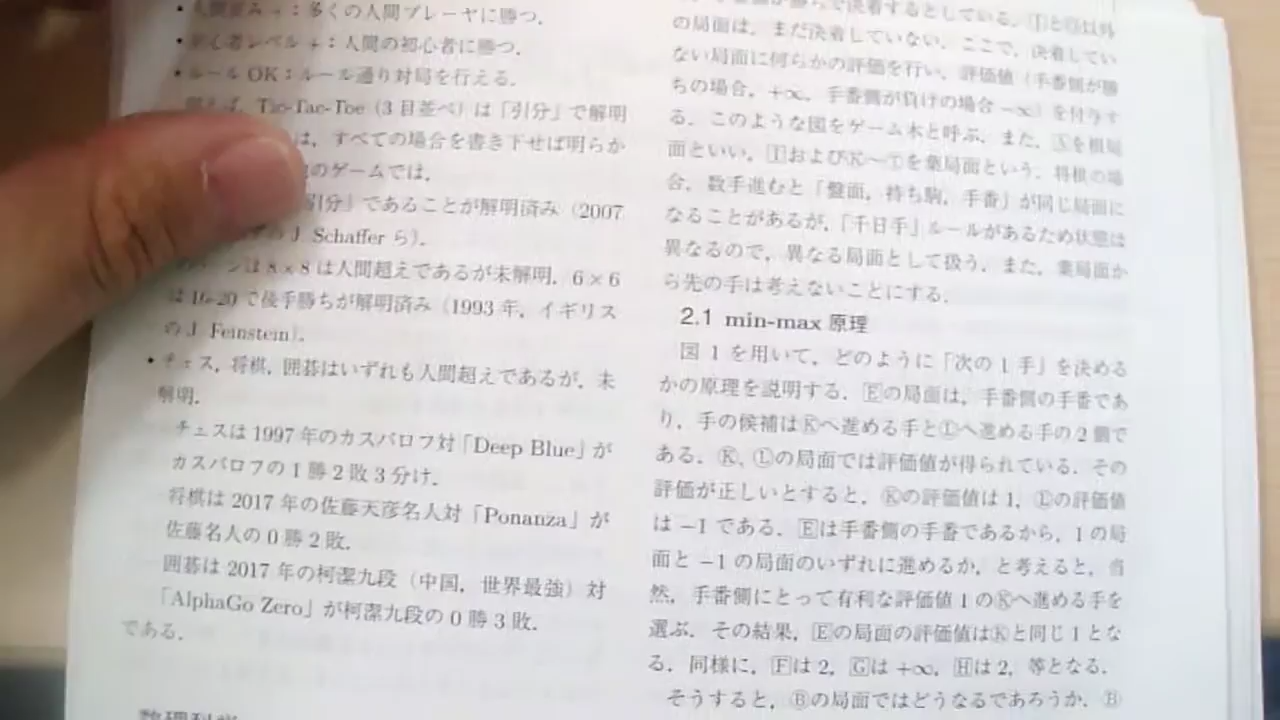 ：多くの人間プレーヤに勝つ．
レベル＋：人間の初心者に勝つ．
・ルール OK：ルール通り対局を行える．
Tic-Tac-Toe（3 目並べ）は「引分」で解明
は，すべての場合を書き下せば明らか
のゲームでは，
引分」であることが解明済み（2007
の J. Schaffer ら）．
は 8 × 8 は人間超えであるが未解明．6 × 6
は 16-20 で後手勝ちが解明済み（1993 年，イギリス
の J. Feinstein）．
・チェス，将棋，囲碁はいずれも人間超えであるが，未
解明．
チェスは 1997 年のカスパロフ対「Deep Blue」が
カスパロフの 1 勝 2 敗 3 分け．
将棋は 2017 年の佐藤天彦名人対「Ponanza」が
佐藤名人の 0 勝 2 敗．
囲碁は 2017 年の柯潔九段（中国，世界最強）対
「AlphaGo Zero」が柯潔九段の 0 勝 3 敗．
である．
数理科学
で決着するとしている．以外
の局面は，まだ決着していない．ここで，決着してい
ない局面に何らかの評価を行い，評価値（手番側が勝
ちの場合，+∞，手番側が負けの場合 −∞）を付与す
る．このような図をゲーム木と呼ぶ．また，を根局
面といい，およびⓀ〜を葉局面という．将棋の場
合，数手進むと「盤面，持ち駒，手番」が同じ局面に
なることがあるが，「千日手」ルールがあるため状態は
異なるので，異なる局面として扱う．また，葉局面か
ら先の手は考えないことにする．
2.1 min-max 原理
図 1 を用いて，どのように「次の 1 手」を決める
かの原理を説明する．🄴の局面は，手番側の手番であ
り，手の候補はⓀへ進める手とⓁへ進める手の 2 個で
ある．Ⓚ，Ⓛの局面では評価値が得られている．その
評価が正しいとすると，Ⓚの評価値は 1，Ⓛの評価値
は −1 である．🄴は手番側の手番であるから，1 の局
面と −1 の局面のいずれに進めるか，と考えると，当
然，手番側にとって有利な評価値 1 のⓀへ進める手を
選ぶ．その結果，🄴の局面の評価値はⓀと同じ 1 とな
る．同様に，🄵は 2，🄶は +∞，🄷は 2，等となる．
そうすると，Ⓑの局面ではどうなるであろうか．Ⓑ